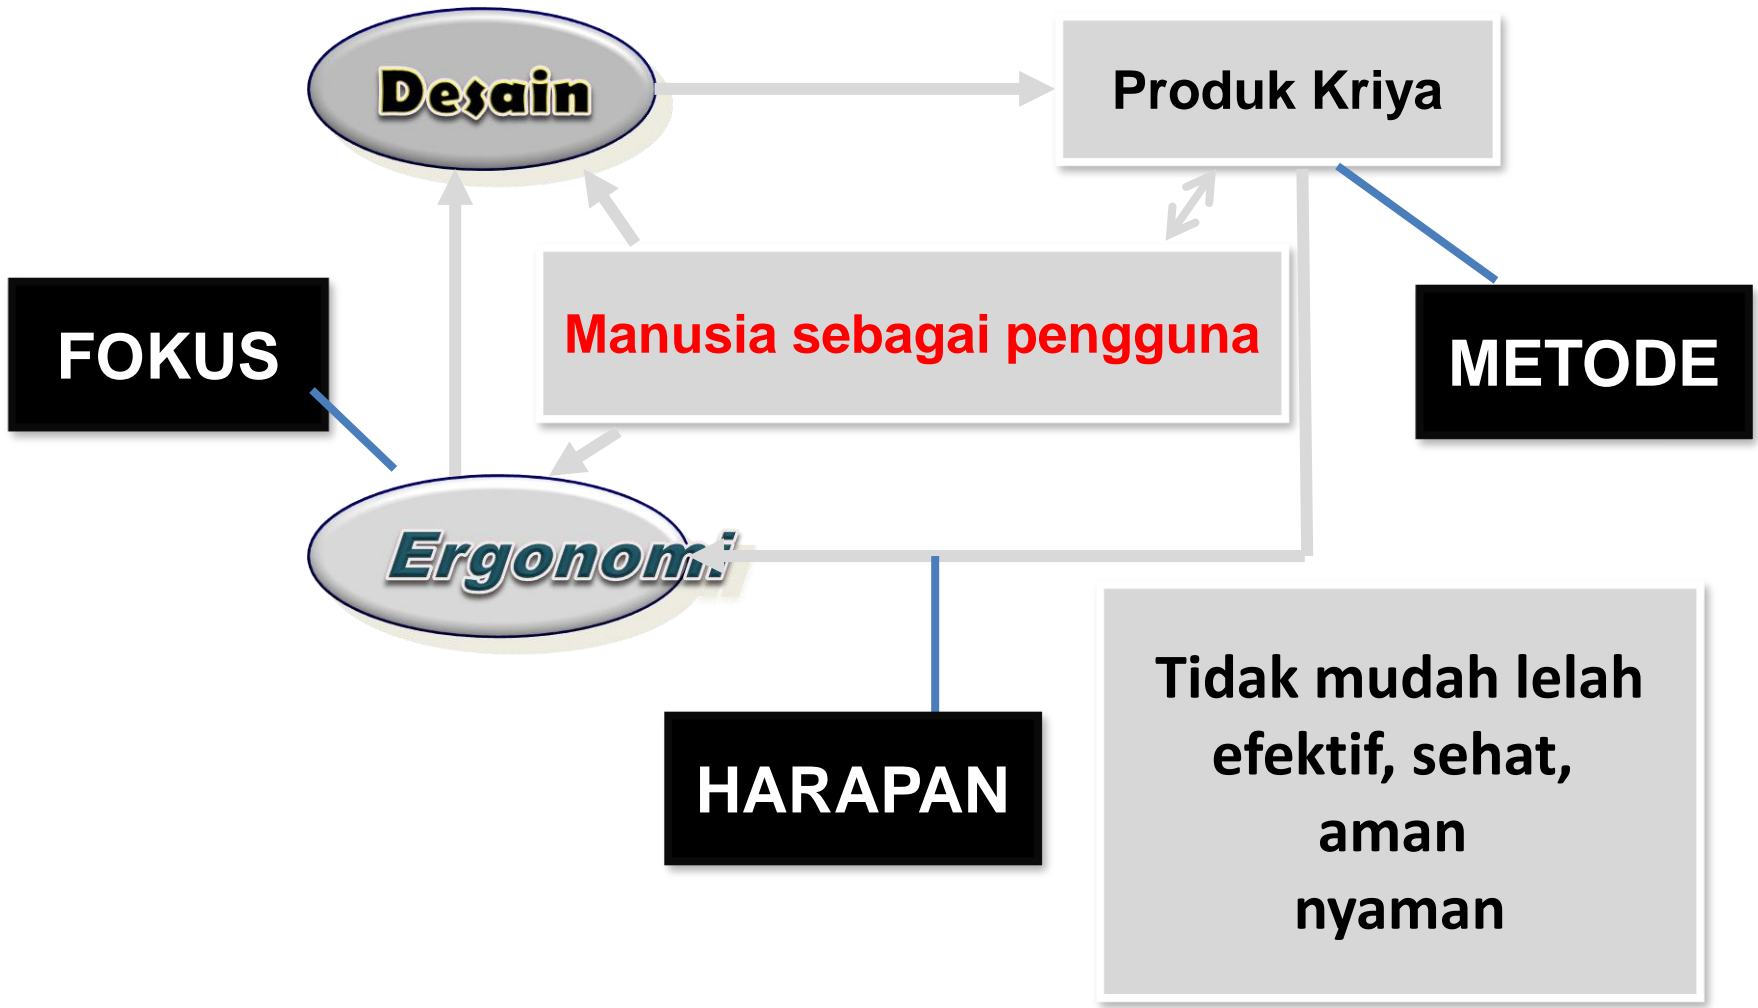 Desain
Produk Kriya
Manusia sebagai pengguna
FOKUS
METODE
Ergonomi
HARAPAN
Tidak mudah lelah
efektif, sehat,
aman
nyaman